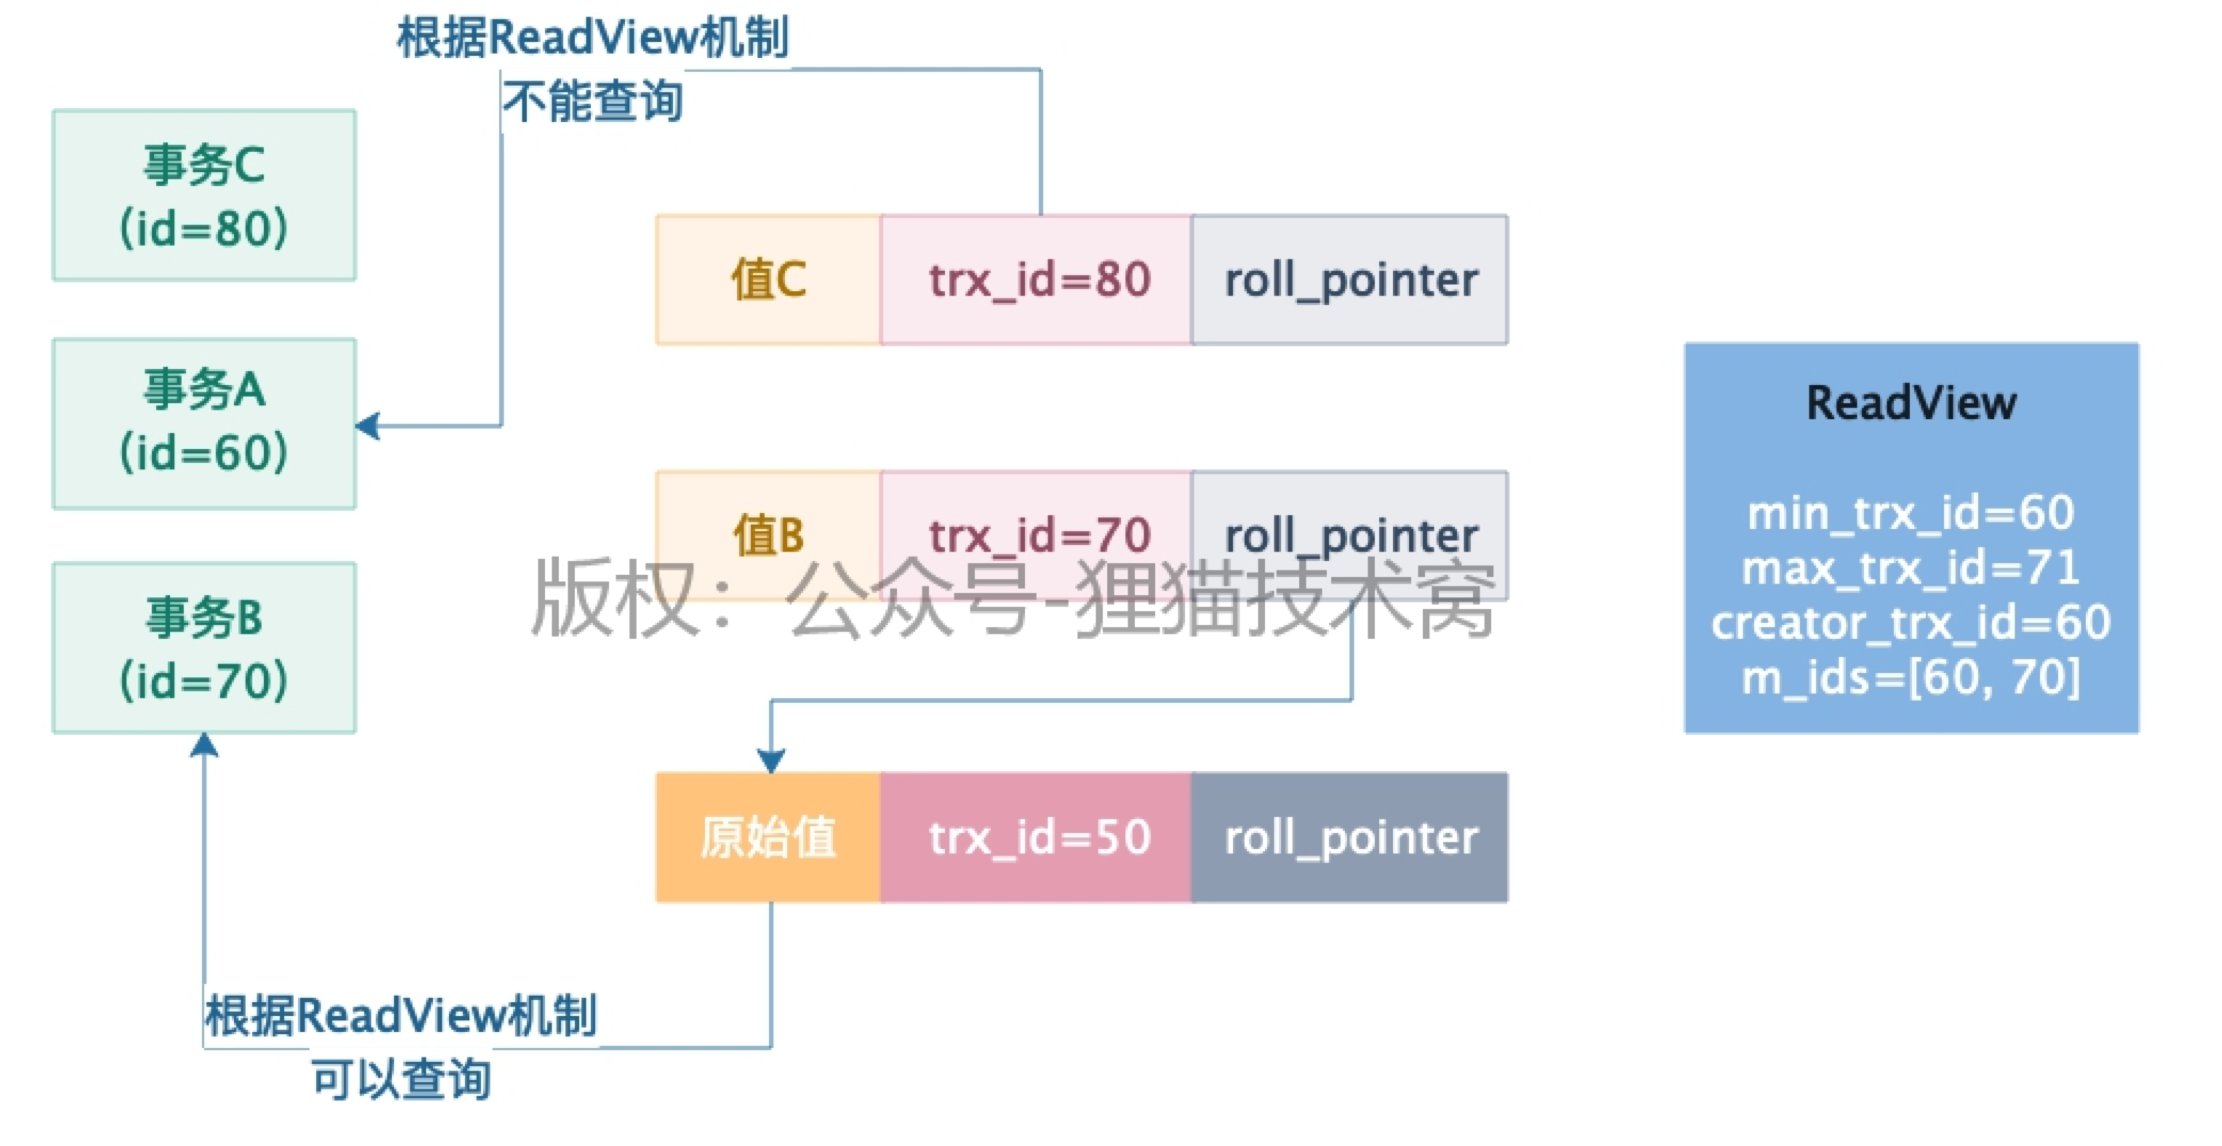 根据ReadView机制
不能查询
事务C
(id=80)
值C
trx_id=80
roll_pointer
事务A
(id=60)
ReadView
min_trx_id=60
max_trx_id=71
creator_trx_id=60
m_ids=[60, 70]
值B
trx_id=70
roll_pointer
版权：公众号-狸猫技术窝
事务B
(id=70)
原始值
trx_id=50
roll_pointer
根据ReadView机制
可以查询